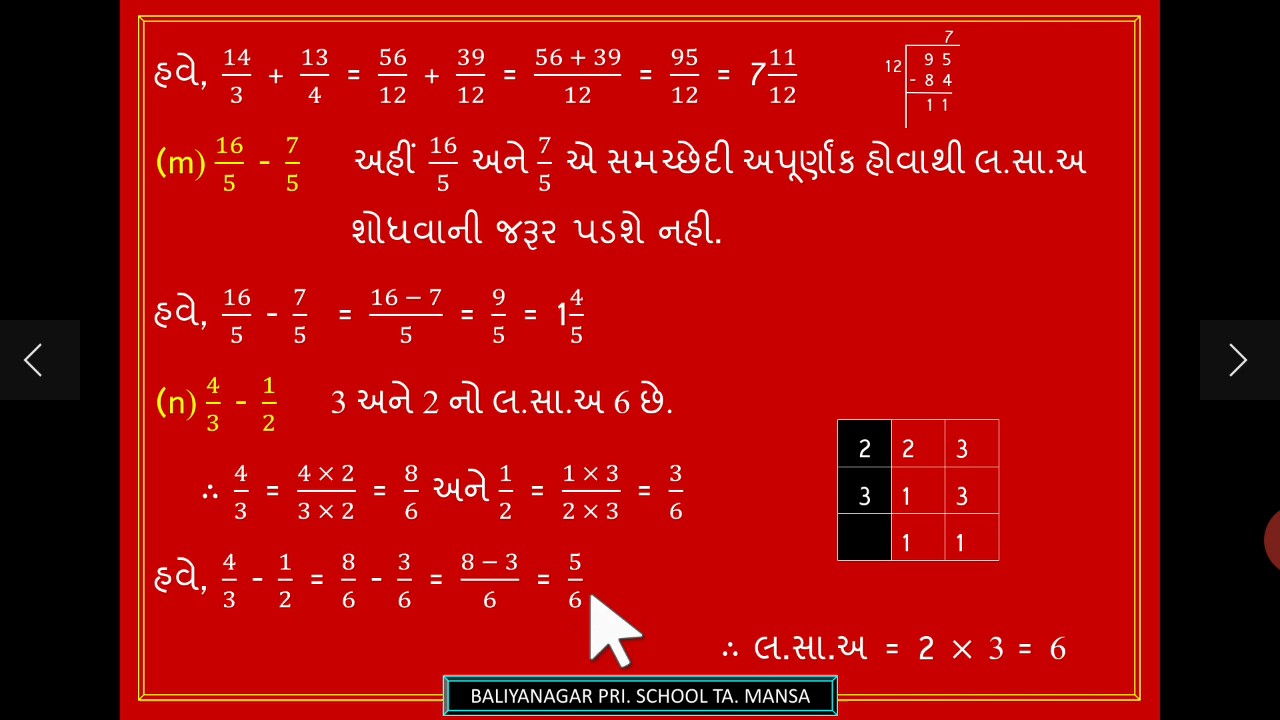 હવે, 14/3 + 13/4 = 56/12 + 39/12 = (56 + 39)/12 = 95/12 = 7 11/12
7
12 95
- 84
11
(m) 16/5 - 7/5 અહીં 16/5 અને 7/5 એ સમચ્છેદી અપૂર્ણાંક હોવાથી લ.સા.અ
શોધવાની જરૂર પડશે નહી.
હવે, 16/5 - 7/5 = (16 − 7)/5 = 9/5 = 1 4/5
(n) 4/3 - 1/2 3 અને 2 નો લ.સા.અ 6 છે.
∴ 4/3 = (4 × 2)/(3 × 2) = 8/6 અને 1/2 = (1 × 3)/(2 × 3) = 3/6
2 2 3
3 1 3
1 1
હવે, 4/3 - 1/2 = 8/6 - 3/6 = (8 − 3)/6 = 5/6
∴ લ.સા.અ = 2 × 3 = 6
BALIYANAGAR PRI. SCHOOL TA. MANSA